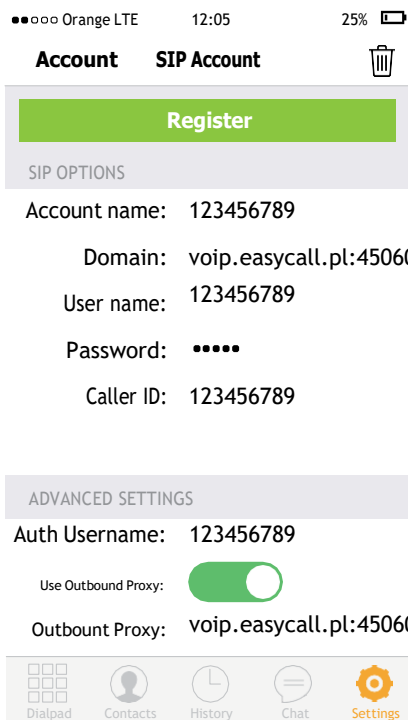 Orange LTE 12:05 25%
Account SIP Account
Register
SIP OPTIONS
Account name: 123456789
Domain: voip.easycall.pl:45060
User name: 123456789
Password: •••••
Caller ID: 123456789
ADVANCED SETTINGS
Auth Username: 123456789
Use Outbound Proxy:
Outbount Proxy: voip.easycall.pl:45060
Dialpad Contacts History Chat Settings